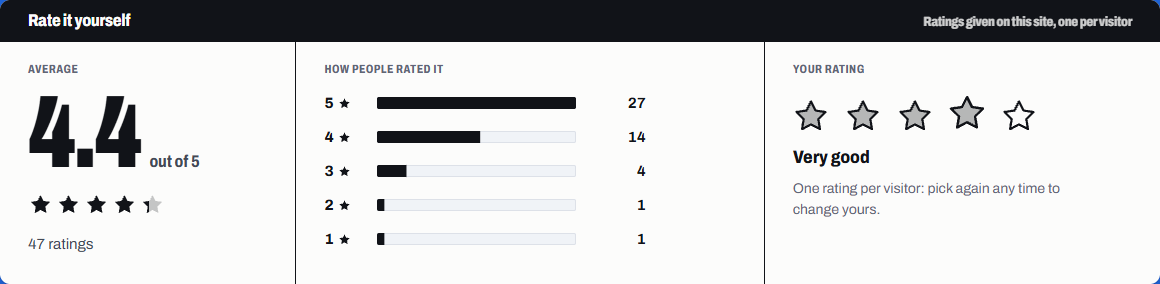 Rate it yourself
Ratings given on this site, one per visitor
AVERAGE
4.4 out of 5
47 ratings
HOW PEOPLE RATED IT
5 ★ 27
4 ★ 14
3 ★ 4
2 ★ 1
1 ★ 1
YOUR RATING
Very good
One rating per visitor: pick again any time to
change yours.